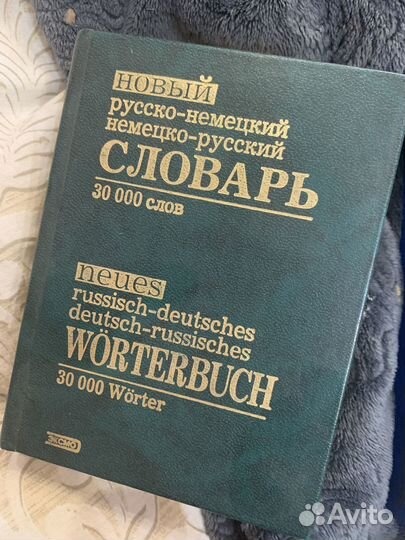 новый
русско-немецкий
немецко-русский
СЛОВАРЬ
30 000 слов
neues
russisch-deutsches
deutsch-russisches
WÖRTERBUCH
30 000 Wörter
ЭКСМО
Avito